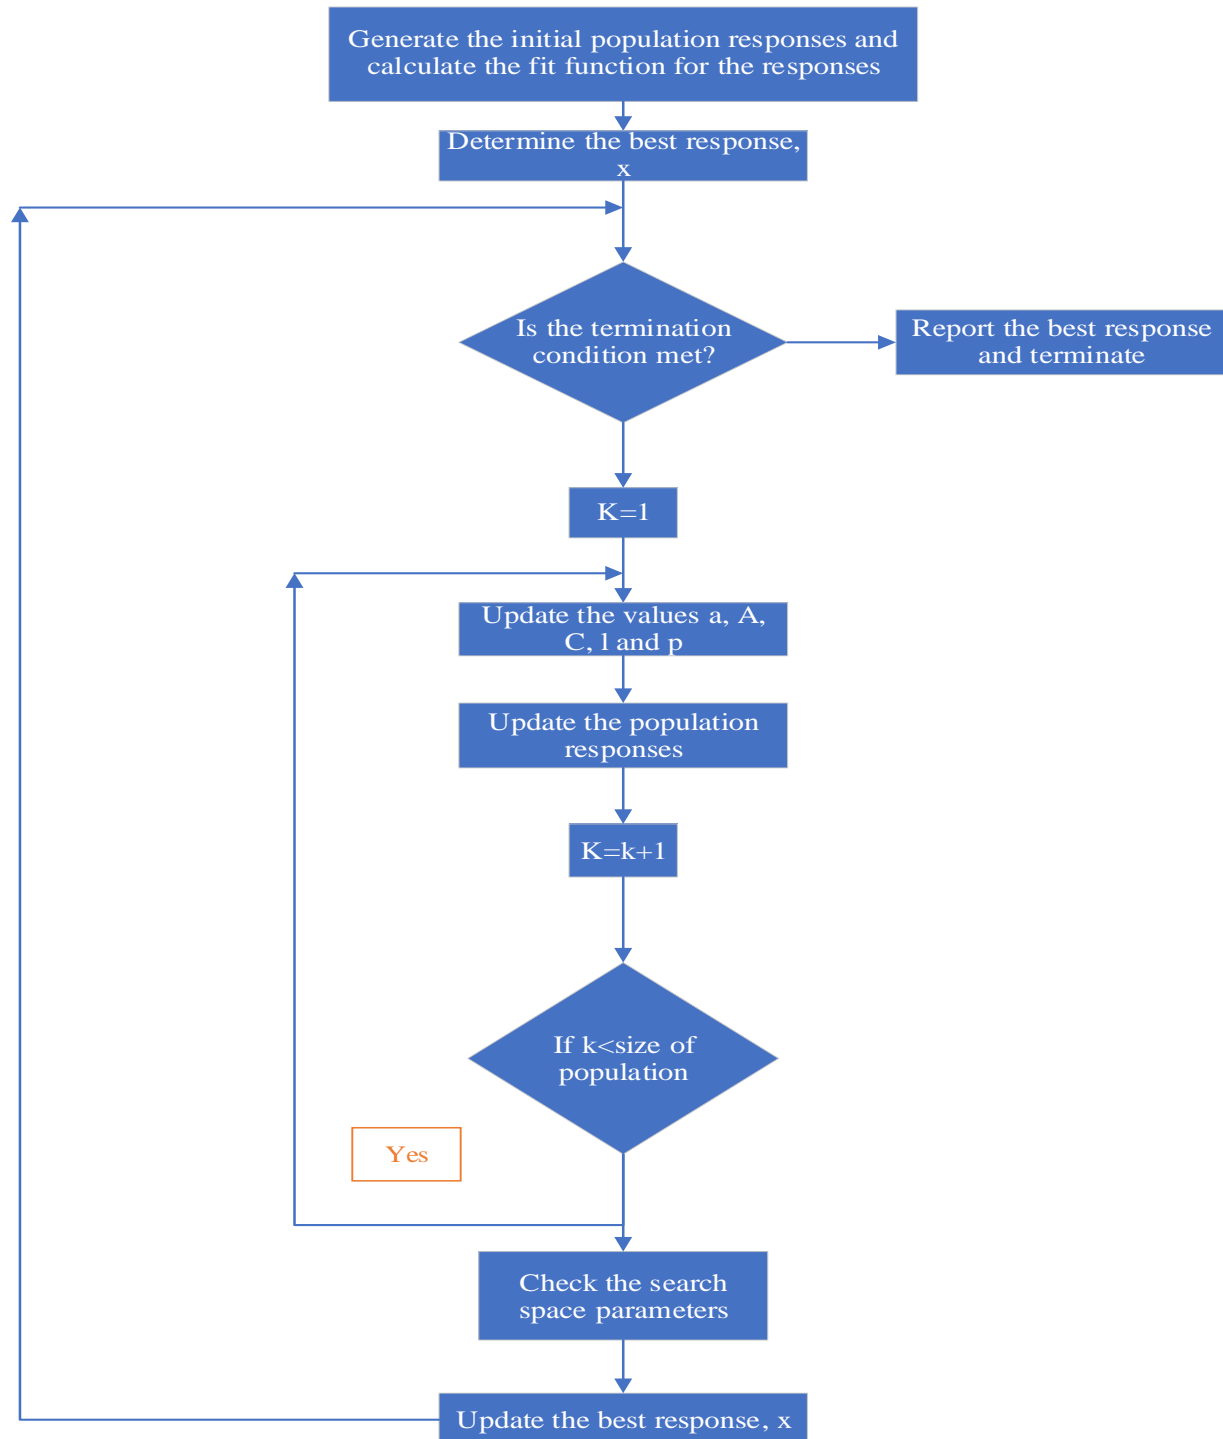 Generate the initial population responses and
calculate the fit function for the responses
Determine the best response,
x
Is the termination
condition met?
Report the best response
and terminate
K=1
Update the values a, A,
C, l and p
Update the population
responses
K=k+1
If k<size of
population
Yes
Check the search
space parameters
Update the best response, x